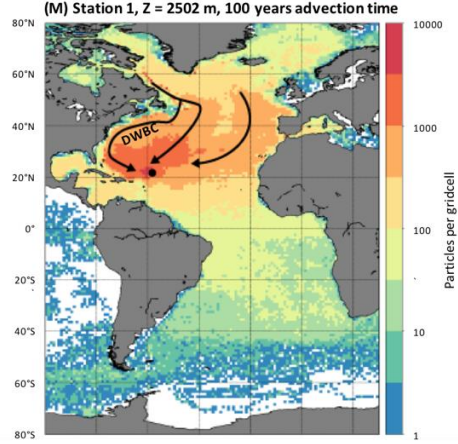 (M) Station 1, Z = 2502 m, 100 years advection time
80°N
60°N
40°N
20°N
0°
20°S
40°S
60°S
80°S
DWBC
10000
1000
100
10
1
Particles per gridcell